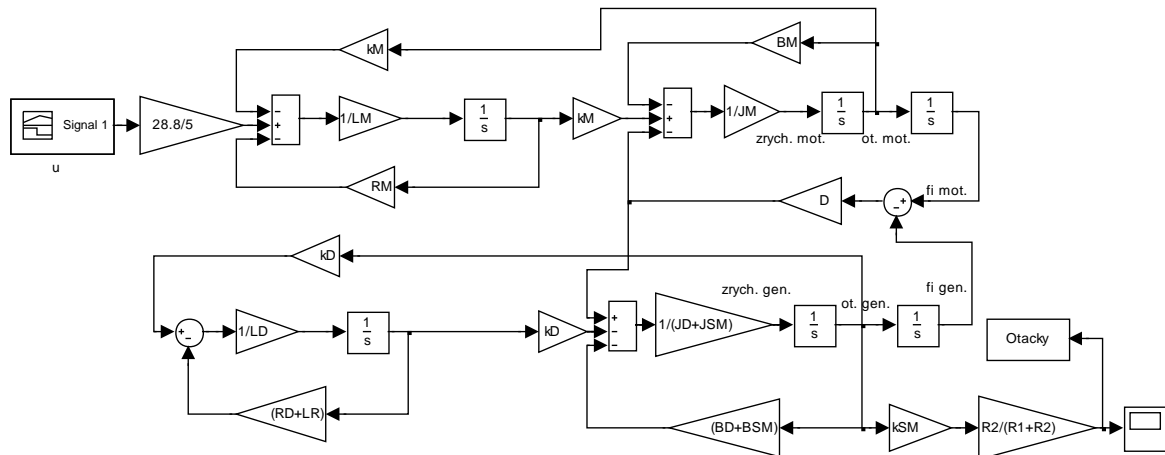 kM
BM
Signal 1
28.8/5
−
+
−
1/LM
1
s
kM
−
+
−
1/JM
1
s
1
s
zrych. mot.
ot. mot.
u
RM
D
−
+
fi mot.
kD
zrych. gen.
ot. gen.
fi gen.
+
−
1/LD
1
s
kD
+
−
−
1/(JD+JSM)
1
s
1
s
Otacky
(RD+LR)
(BD+BSM)
kSM
R2/(R1+R2)